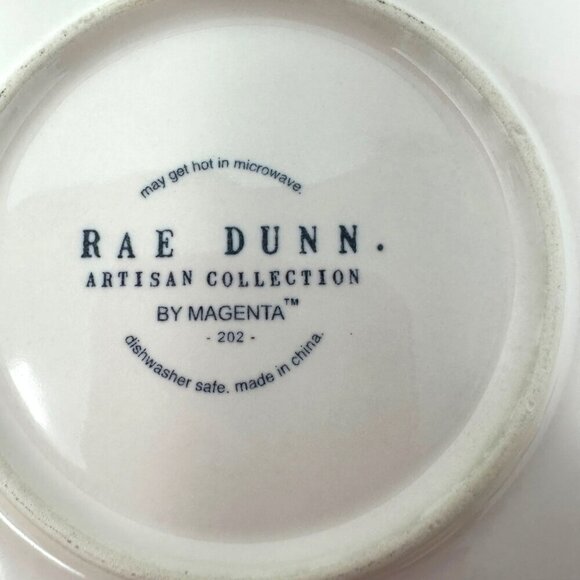 may get hot in microwave.
RAE DUNN.
ARTISAN COLLECTION
BY MAGENTA™
- 202 -
dishwasher safe. made in china.